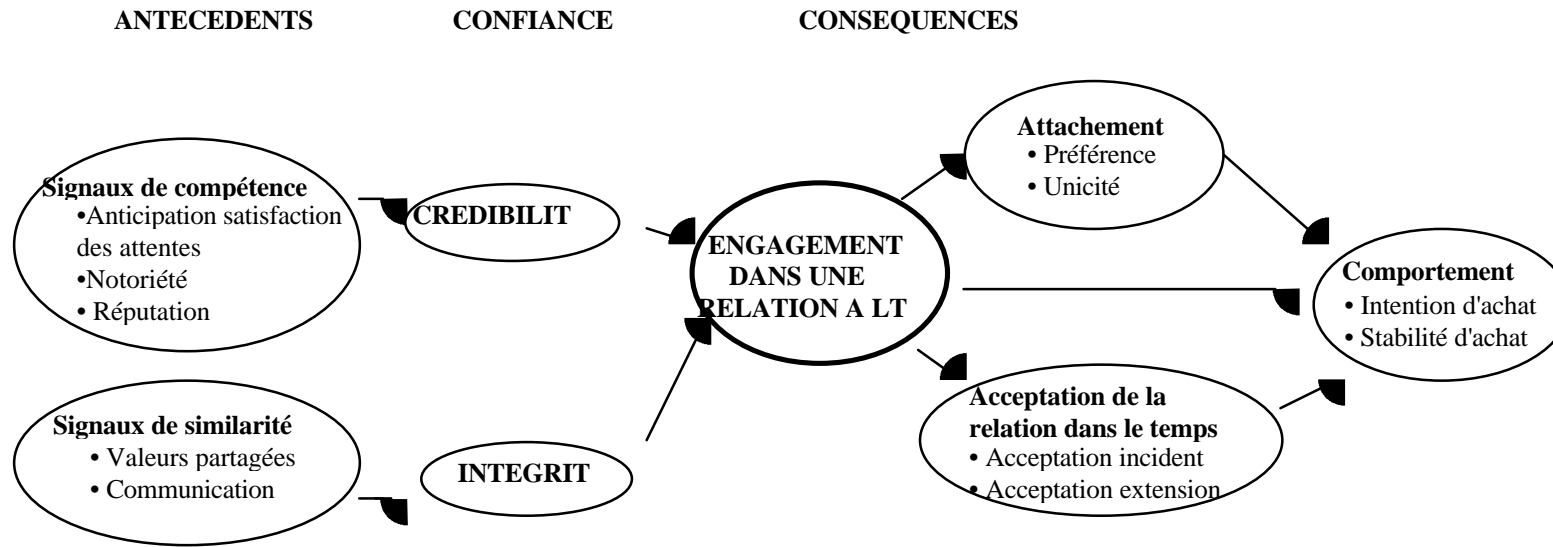 ANTECEDENTS CONFIANCE CONSEQUENCES
Signaux de compétence
•Anticipation satisfaction
des attentes
•Notoriété
• Réputation
Signaux de similarité
• Valeurs partagées
• Communication
CREDIBILIT
INTEGRIT
ENGAGEMENT
DANS UNE
RELATION A LT
Attachement
• Préférence
• Unicité
Acceptation de la
relation dans le temps
• Acceptation incident
• Acceptation extension
Comportement
• Intention d'achat
• Stabilité d'achat